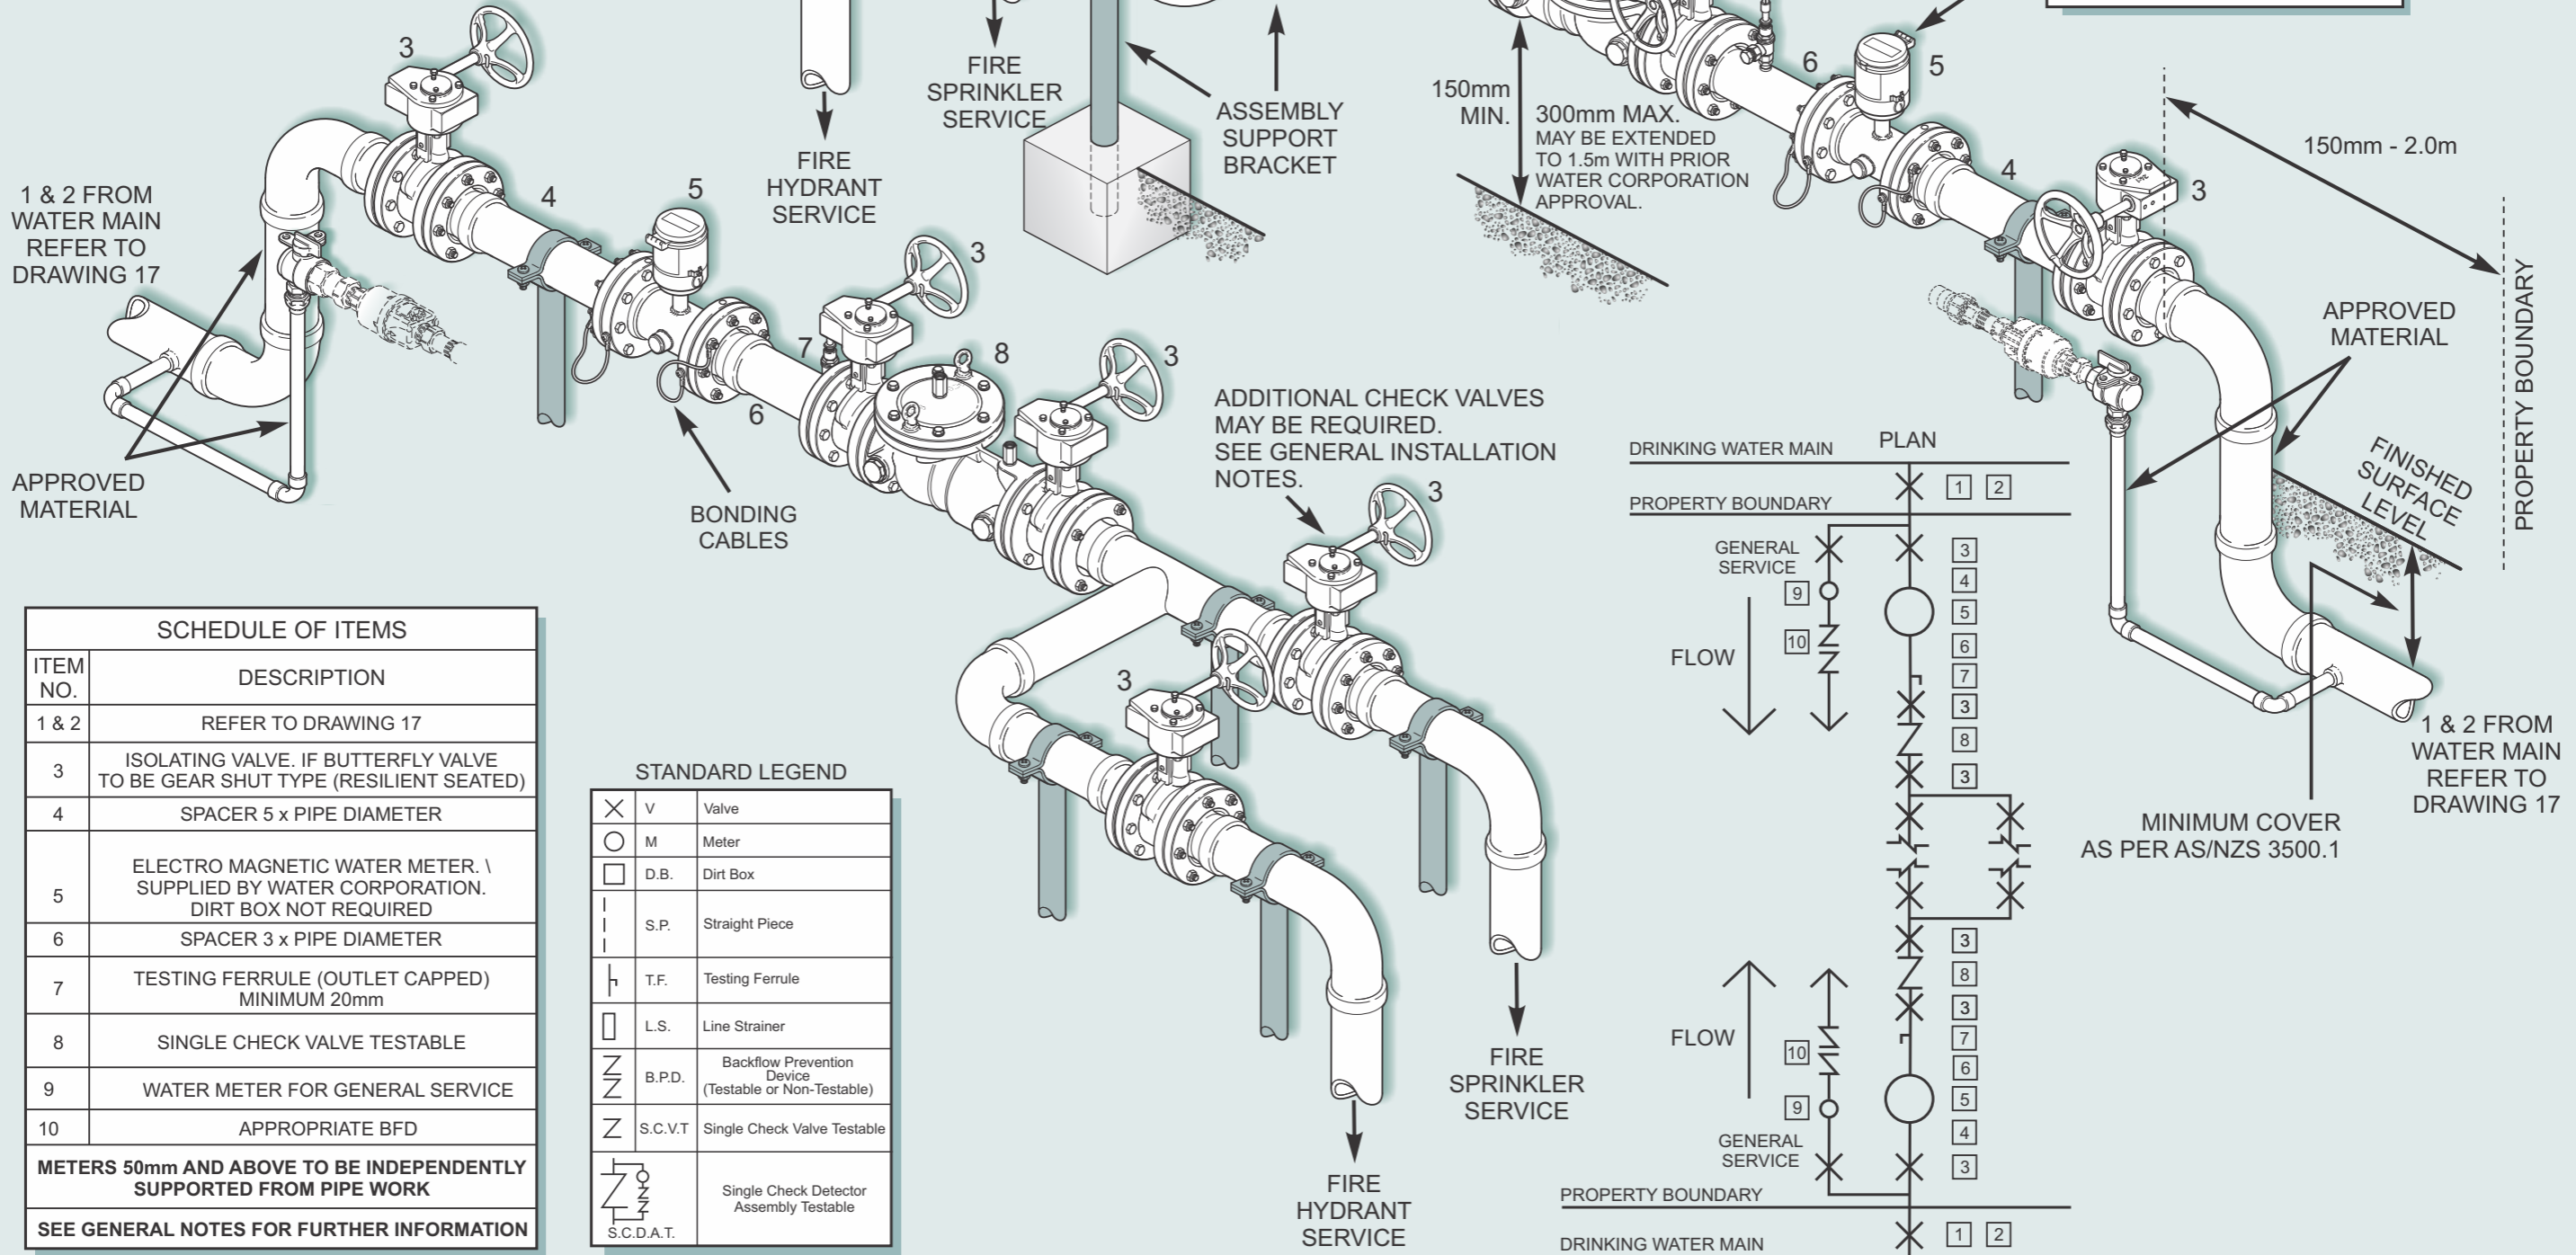 3
1 & 2 FROM
WATER MAIN
REFER TO
DRAWING 17
4
5
FIRE
HYDRANT
SERVICE
FIRE
SPRINKLER
SERVICE
ASSEMBLY
SUPPORT
BRACKET
150mm
MIN.
300mm MAX.
MAY BE EXTENDED
TO 1.5m WITH PRIOR
WATER CORPORATION
APPROVAL.
6
5
4
3
150mm - 2.0m
PROPERTY BOUNDARY
APPROVED
MATERIAL
FINISHED
SURFACE
LEVEL
1 & 2 FROM
WATER MAIN
REFER TO
DRAWING 17
MINIMUM COVER
AS PER AS/NZS 3500.1
3
7
8
3
6
APPROVED
MATERIAL
BONDING
CABLES
ADDITIONAL CHECK VALVES
MAY BE REQUIRED.
SEE GENERAL INSTALLATION
NOTES.
3
3
FIRE
SPRINKLER
SERVICE
FIRE
HYDRANT
SERVICE
SCHEDULE OF ITEMS
ITEM NO. DESCRIPTION
1 & 2 REFER TO DRAWING 17
3 ISOLATING VALVE. IF BUTTERFLY VALVE
TO BE GEAR SHUT TYPE (RESILIENT SEATED)
4 SPACER 5 x PIPE DIAMETER
5 ELECTRO MAGNETIC WATER METER. \
SUPPLIED BY WATER CORPORATION.
DIRT BOX NOT REQUIRED
6 SPACER 3 x PIPE DIAMETER
7 TESTING FERRULE (OUTLET CAPPED)
MINIMUM 20mm
8 SINGLE CHECK VALVE TESTABLE
9 WATER METER FOR GENERAL SERVICE
10 APPROPRIATE BFD
METERS 50mm AND ABOVE TO BE INDEPENDENTLY
SUPPORTED FROM PIPE WORK
SEE GENERAL NOTES FOR FURTHER INFORMATION
STANDARD LEGEND
V Valve
M Meter
D.B. Dirt Box
S.P. Straight Piece
T.F. Testing Ferrule
L.S. Line Strainer
B.P.D. Backflow Prevention
Device
(Testable or Non-Testable)
S.C.V.T Single Check Valve Testable
S.C.D.A.T. Single Check Detector
Assembly Testable
PLAN
DRINKING WATER MAIN
1 2
PROPERTY BOUNDARY
GENERAL
SERVICE
3
4
9
5
10
6
FLOW
7
3
8
3
3
8
3
FLOW
7
10
6
9
5
4
GENERAL
SERVICE
3
PROPERTY BOUNDARY
1 2
DRINKING WATER MAIN